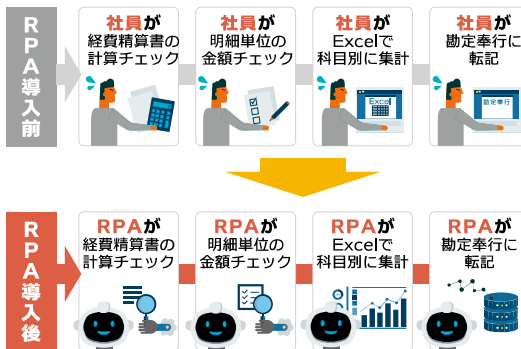 RPA導入前
社員が
経費精算書の
計算チェック
社員が
明細単位の
金額チェック
社員が
Excelで
科目別に集計
Excel
社員が
勘定奉行に
転記
勘定奉行
RPA導入後
RPAが
経費精算書の
計算チェック
RPAが
明細単位の
金額チェック
RPAが
Excelで
科目別に集計
RPAが
勘定奉行に
転記